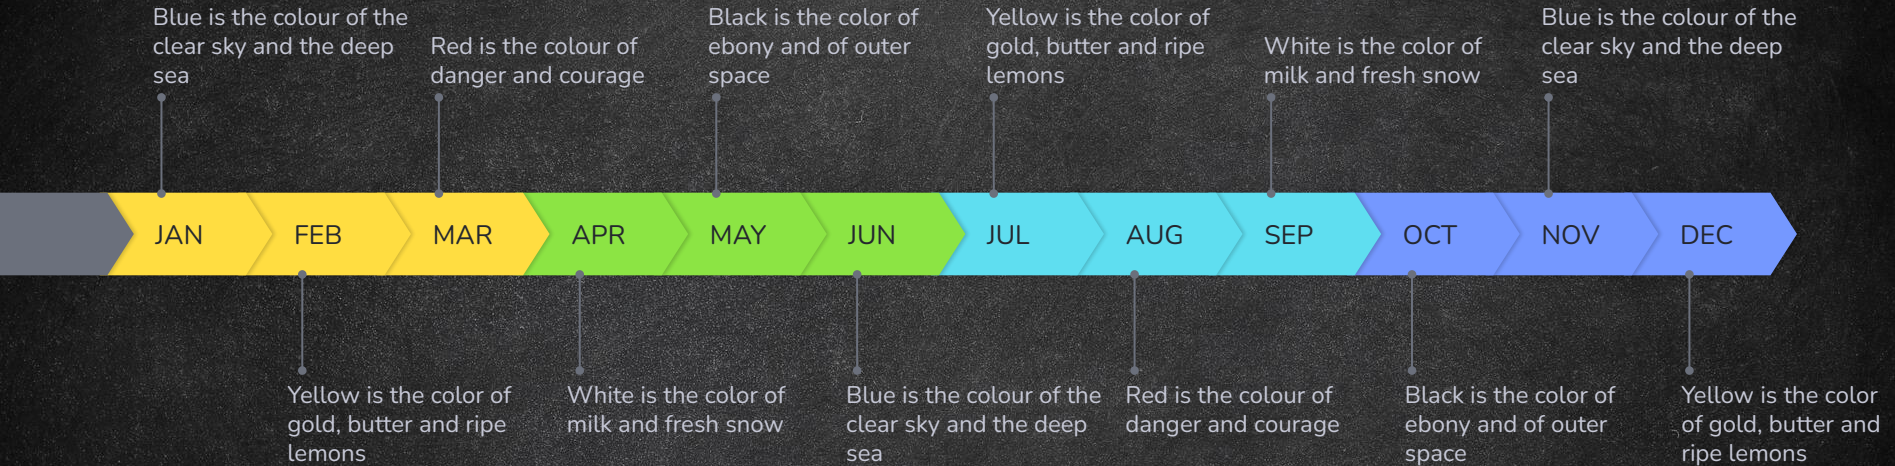 Blue is the colour of the
clear sky and the deep
sea
Red is the colour of
danger and courage
Black is the color of
ebony and of outer
space
Yellow is the color of
gold, butter and ripe
lemons
White is the color of
milk and fresh snow
Blue is the colour of the
clear sky and the deep
sea
JAN FEB MAR APR MAY JUN JUL AUG SEP OCT NOV DEC
Yellow is the color of
gold, butter and ripe
lemons
White is the color of
milk and fresh snow
Blue is the colour of the
clear sky and the deep
sea
Red is the colour of
danger and courage
Black is the color of
ebony and of outer
space
Yellow is the color
of gold, butter and
ripe lemons